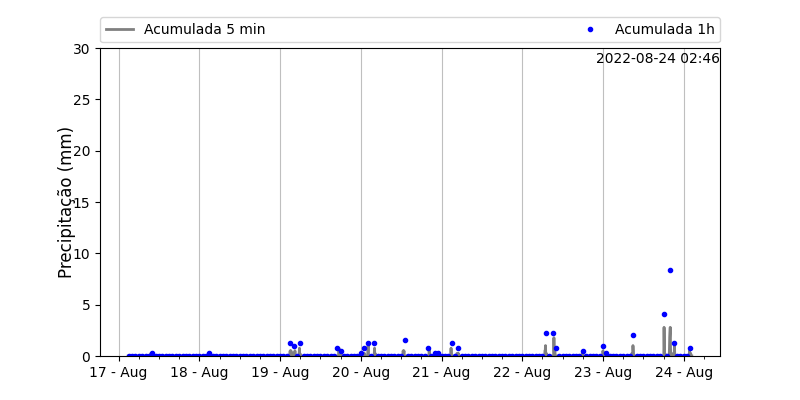 Acumulada 5 min Acumulada 1h
2022-08-24 02:46
Precipitação (mm)
30
25
20
15
10
5
0
17 - Aug 18 - Aug 19 - Aug 20 - Aug 21 - Aug 22 - Aug 23 - Aug 24 - Aug